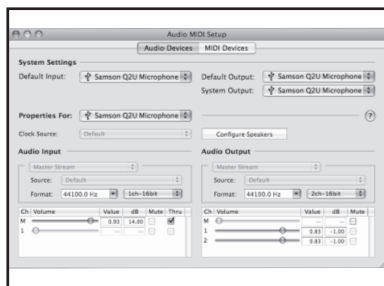 Audio MIDI Setup
Audio Devices MIDI Devices
System Settings
Default Input: Samson Q2U Microphone
Default Output: Samson Q2U Microphone
System Output: Samson Q2U Microphone
Properties For: Samson Q2U Microphone ?
Clock Source: Default Configure Speakers
Audio Input Audio Output
Master Stream Master Stream
Source: Default Source: Default
Format: 44100.0 Hz 1ch-16bit Format: 44100.0 Hz 2ch-16bit
Ch Volume Value dB Mute Thru Ch Volume Value dB Mute
M 0.93 14.00 M -- --
1 -- -- 1 0.83 -1.00
2 0.83 -1.00